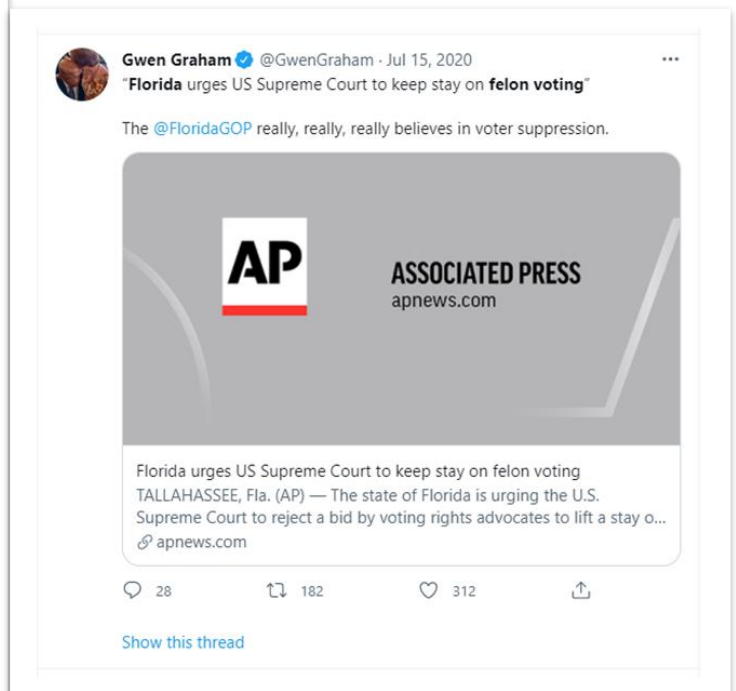 Gwen Graham @GwenGraham · Jul 15, 2020
“Florida urges US Supreme Court to keep stay on felon voting”
The @FloridaGOP really, really, really believes in voter suppression.
AP
ASSOCIATED PRESS
apnews.com
Florida urges US Supreme Court to keep stay on felon voting
TALLAHASSEE, Fla. (AP) — The state of Florida is urging the U.S.
Supreme Court to reject a bid by voting rights advocates to lift a stay o...
apnews.com
28 182 312
Show this thread